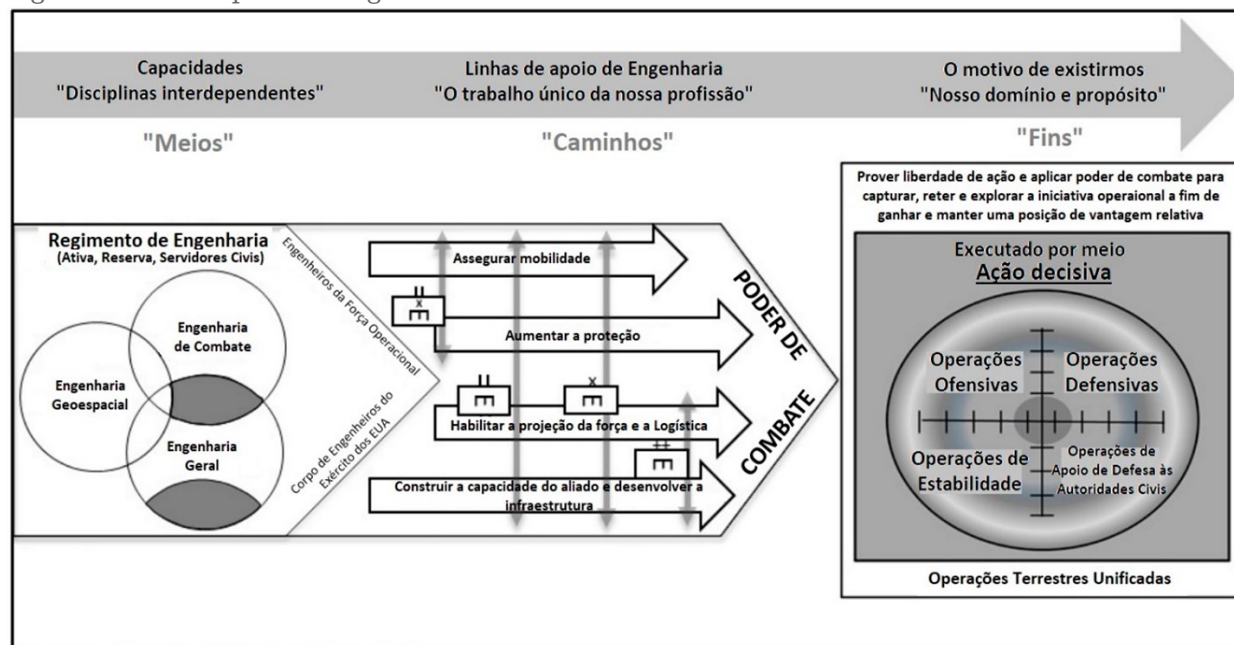 Capacidades
"Disciplinas interdependentes"
Linhas de apoio de Engenharia
"O trabalho único da nossa profissão"
O motivo de existirmos
"Nosso domínio e propósito"
"Meios"
"Caminhos"
"Fins"
Regimento de Engenharia
(Ativa, Reserva, Servidores Civis)
Engenharia
de Combate
Engenharia
Geoespacial
Engenharia
Geral
Engenheiros da Força Operacional
Corpo de Engenheiros do
Exército dos EUA
Assegurar mobilidade
II
x
E
Aumentar a proteção
II
E
x
E
Habilitar a projeção da força e a Logística
E
Construir a capacidade do aliado e desenvolver a
infraestrutura
PODER DE
COMBATE
Prover liberdade de ação e aplicar poder de combate para
capturar, reter e explorar a iniciativa operaional a fim de
ganhar e manter uma posição de vantagem relativa
Executado por meio
Ação decisiva
Operações
Ofensivas
Operações
Defensivas
Operações de
Estabilidade
Operações de
Apoio de Defesa às
Autoridades Civis
Operações Terrestres Unificadas